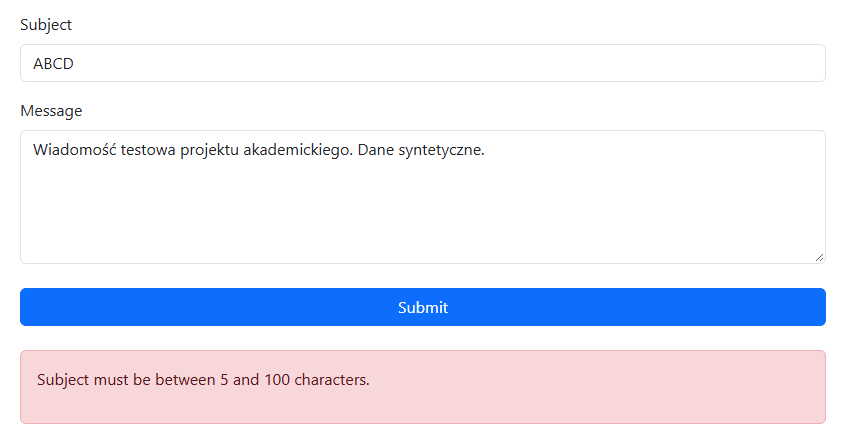 Subject
ABCD
Message
Wiadomość testowa projektu akademickiego. Dane syntetyczne.
Submit
Subject must be between 5 and 100 characters.